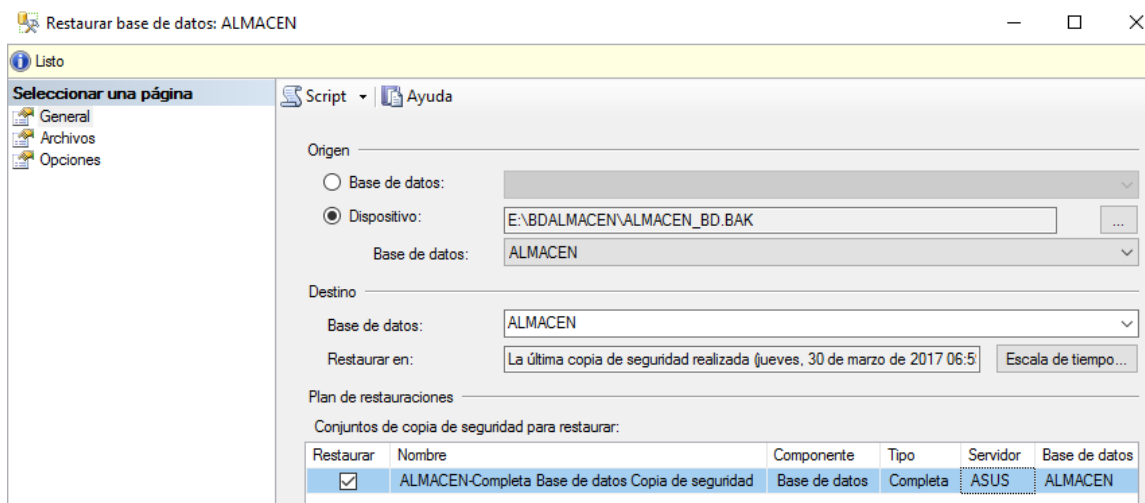 Restaurar base de datos: ALMACEN
Listo
Seleccionar una página
General
Archivos
Opciones
Script
Ayuda
Origen
Base de datos:
Dispositivo:
E:\BDALMACEN\ALMACEN_BD.BAK
...
Base de datos:
ALMACEN
Destino
Base de datos:
ALMACEN
Restaurar en:
La última copia de seguridad realizada (jueves, 30 de marzo de 2017 06:5
Escala de tiempo...
Plan de restauraciones
Conjuntos de copia de seguridad para restaurar:
Restaurar Nombre Componente Tipo Servidor Base de datos
ALMACEN-Completa Base de datos Copia de seguridad Base de datos Completa ASUS ALMACEN